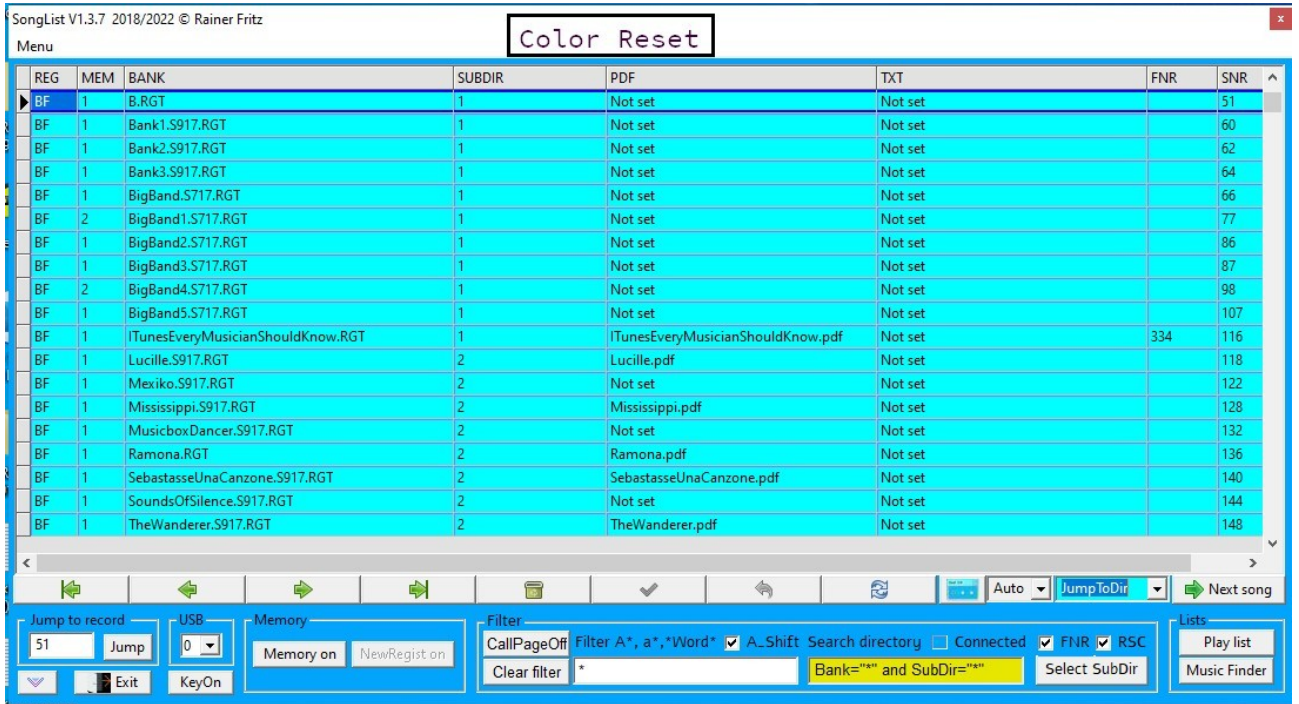 SongList V1.3.7 2018/2022 © Rainer Fritz
Color Reset
Menu
REG MEM BANK SUBDIR PDF TXT FNR SNR
BF 1 B.RGT 1 Not set Not set 51
BF 1 Bank1.S917.RGT 1 Not set Not set 60
BF 1 Bank2.S917.RGT 1 Not set Not set 62
BF 1 Bank3.S917.RGT 1 Not set Not set 64
BF 1 BigBand.S717.RGT 1 Not set Not set 66
BF 2 BigBand1.S717.RGT 1 Not set Not set 77
BF 1 BigBand2.S717.RGT 1 Not set Not set 86
BF 1 BigBand3.S717.RGT 1 Not set Not set 87
BF 2 BigBand4.S717.RGT 1 Not set Not set 98
BF 1 BigBand5.S717.RGT 1 Not set Not set 107
BF 1 ITunesEveryMusicianShouldKnow.RGT 1 ITunesEveryMusicianShouldKnow.pdf Not set 334 116
BF 1 Lucille.S917.RGT 2 Lucille.pdf Not set 118
BF 1 Mexiko.S917.RGT 2 Not set Not set 122
BF 1 Mississippi.S917.RGT 2 Mississippi.pdf Not set 128
BF 1 MusicboxDancer.S917.RGT 2 Not set Not set 132
BF 1 Ramona.RGT 2 Ramona.pdf Not set 136
BF 1 SebastasseUnaCanzone.S917.RGT 2 SebastasseUnaCanzone.pdf Not set 140
BF 1 SoundsOfSilence.S917.RGT 2 Not set Not set 144
BF 1 TheWanderer.S917.RGT 2 TheWanderer.pdf Not set 148
Auto JumpToDir Next song
Jump to record USB Memory Filter Lists
51 Jump 0 Memory on NewRegist on CallPageOff Filter A*, a*,*Word* A_Shift Search directory Connected FNR RSC Play list
Exit KeyOn Clear filter * Bank="*" and SubDir="*" Select SubDir Music Finder